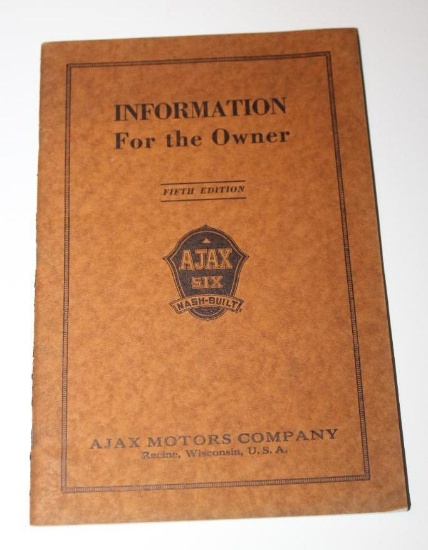 INFORMATION
For the Owner
FIFTH EDITION
AJAX
SIX
NASH-BUILT
AJAX MOTORS COMPANY
Racine, Wisconsin, U. S. A.